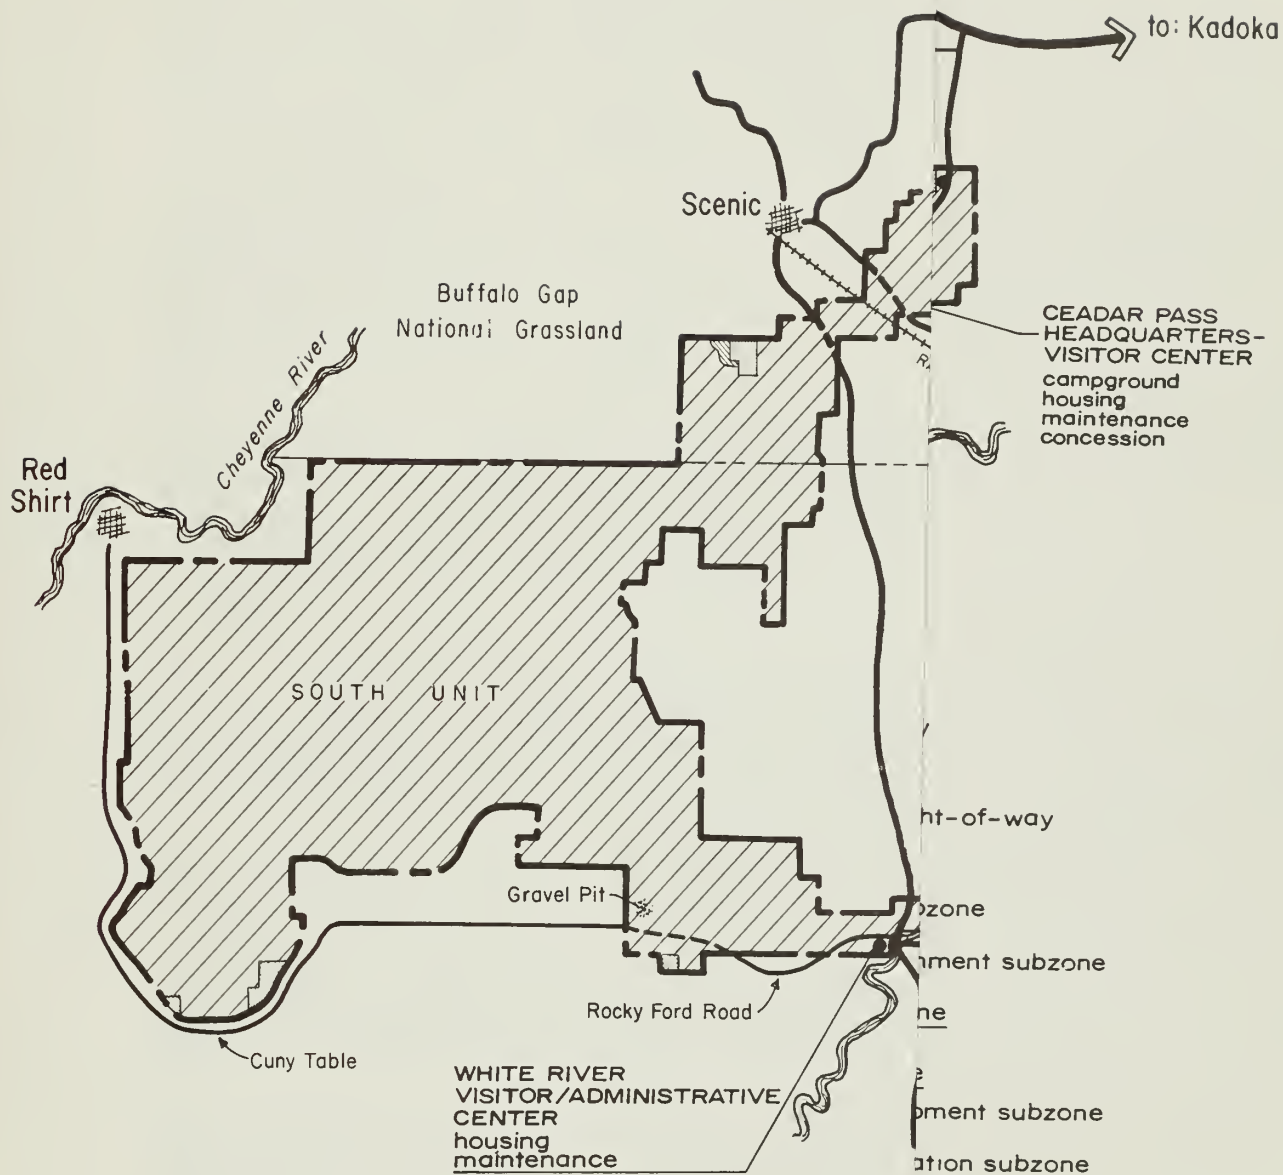 to: Kadoka
Scenic
Buffalo Gap
National Grassland
CEADAR PASS
HEADQUARTERS-
VISITOR CENTER
campground
housing
maintenance
concession
Cheyenne River
Red
Shirt
SOUTH UNIT
ht-of-way
Gravel Pit
ozone
nment subzone
Rocky Ford Road
ne
Cuny Table
WHITE RIVER
VISITOR/ADMINISTRATIVE
CENTER
housing
maintenance
e
pment subzone
ation subzone